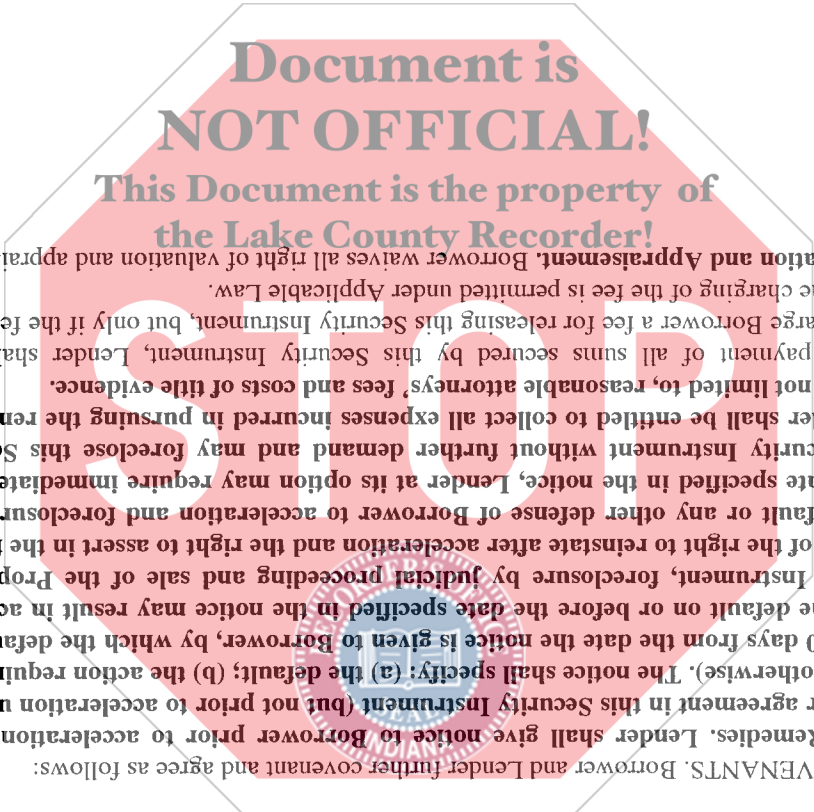 Document is
NOT OFFICIAL!
This Document is the property of
the Lake County Recorder!
STOP
RECORDER'S
SEAL
INDIANA
VENANTS. Borrower and Lender further covenant and agree as follows:
Remedies. Lender shall give notice to Borrower prior to acceleration
r agreement in this Security Instrument (but not prior to acceleration u
otherwise). The notice shall specify: (a) the default; (b) the action requi
0 days from the date the notice is given to Borrower, by which the defa
he default on or before the date specified in the notice may result in ac
Instrument, foreclosure by judicial proceeding and sale of the Prop
of the right to reinstate after acceleration and the right to assert in the f
fault or any other defense of Borrower to acceleration and foreclosur
ate specified in the notice, Lender at its option may require immediate
curity Instrument without further demand and may foreclose this S
der shall be entitled to collect all expenses incurred in pursuing the rem
not limited to, reasonable attorneys' fees and costs of title evidence.
payment of all sums secured by this Security Instrument, Lender shal
arge Borrower a fee for releasing this Security Instrument, but only if the fe
he charging of the fee is permitted under Applicable Law.
ation and Appraisement. Borrower waives all right of valuation and apprai